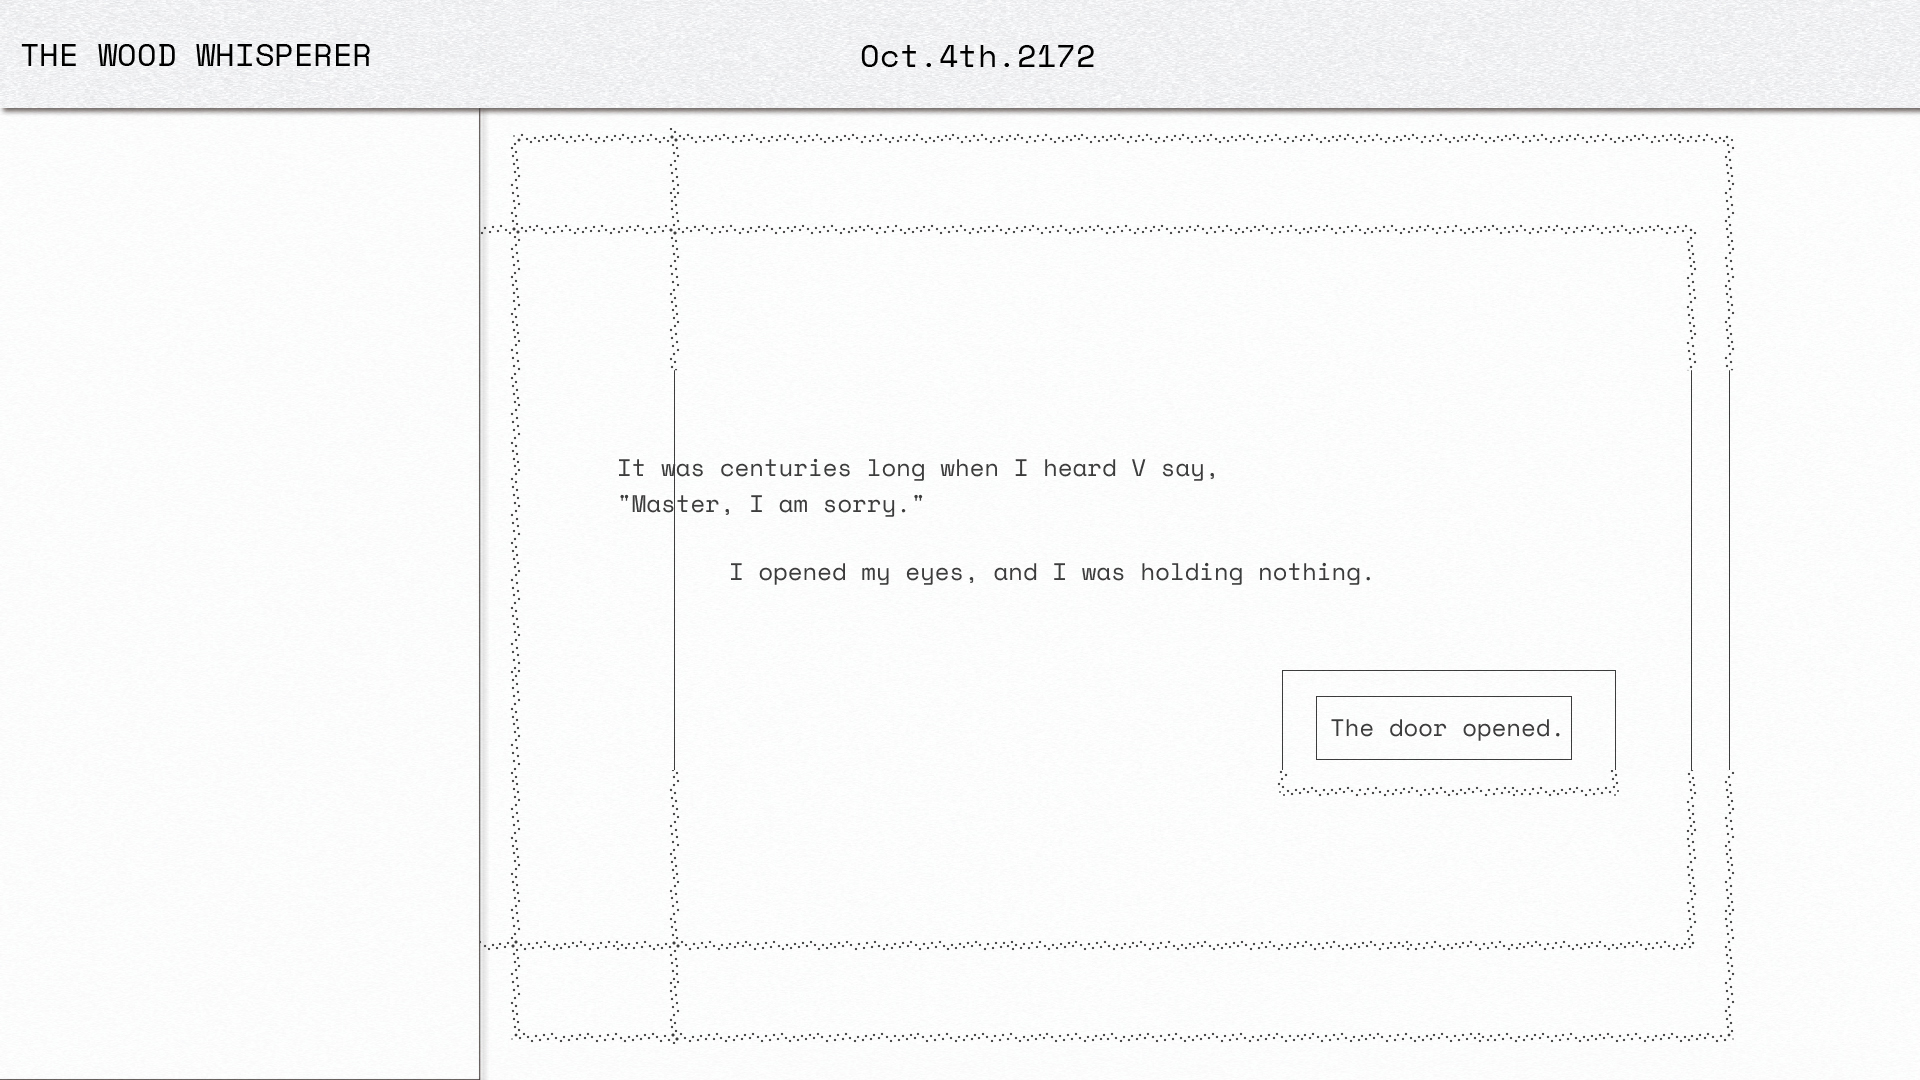 THE WOOD WHISPERER
Oct.4th.2172
It was centuries long when I heard V say,
"Master, I am sorry."
I opened my eyes, and I was holding nothing.
The door opened.